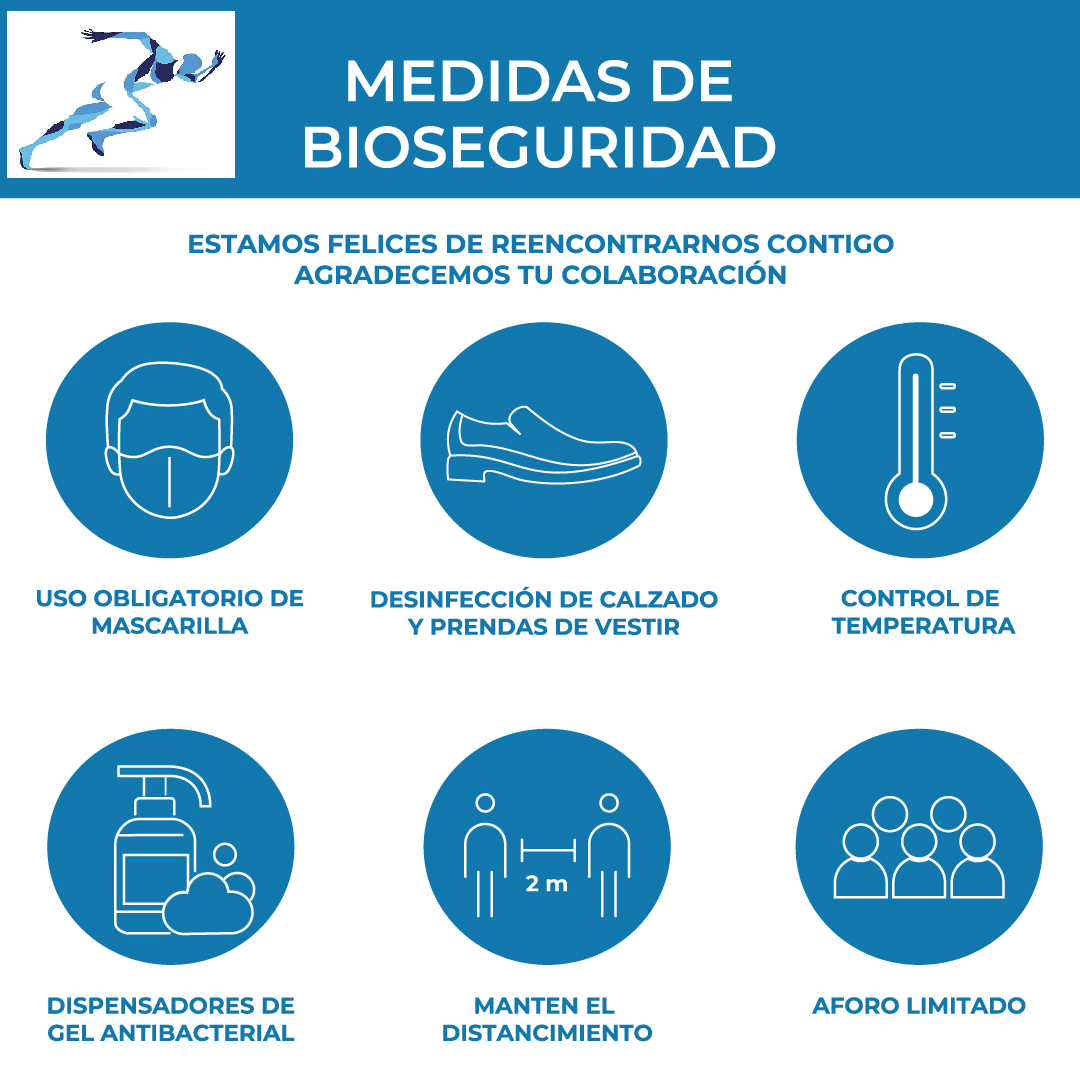 MEDIDAS DE
BIOSEGURIDAD
ESTAMOS FELICES DE REENCONTRARNOS CONTIGO
AGRADECEMOS TU COLABORACIÓN
USO OBLIGATORIO DE
MASCARILLA
DESINFECCIÓN DE CALZADO
Y PRENDAS DE VESTIR
CONTROL DE
TEMPERATURA
2 m
DISPENSADORES DE
GEL ANTIBACTERIAL
MANTEN EL
DISTANCIMIENTO
AFORO LIMITADO